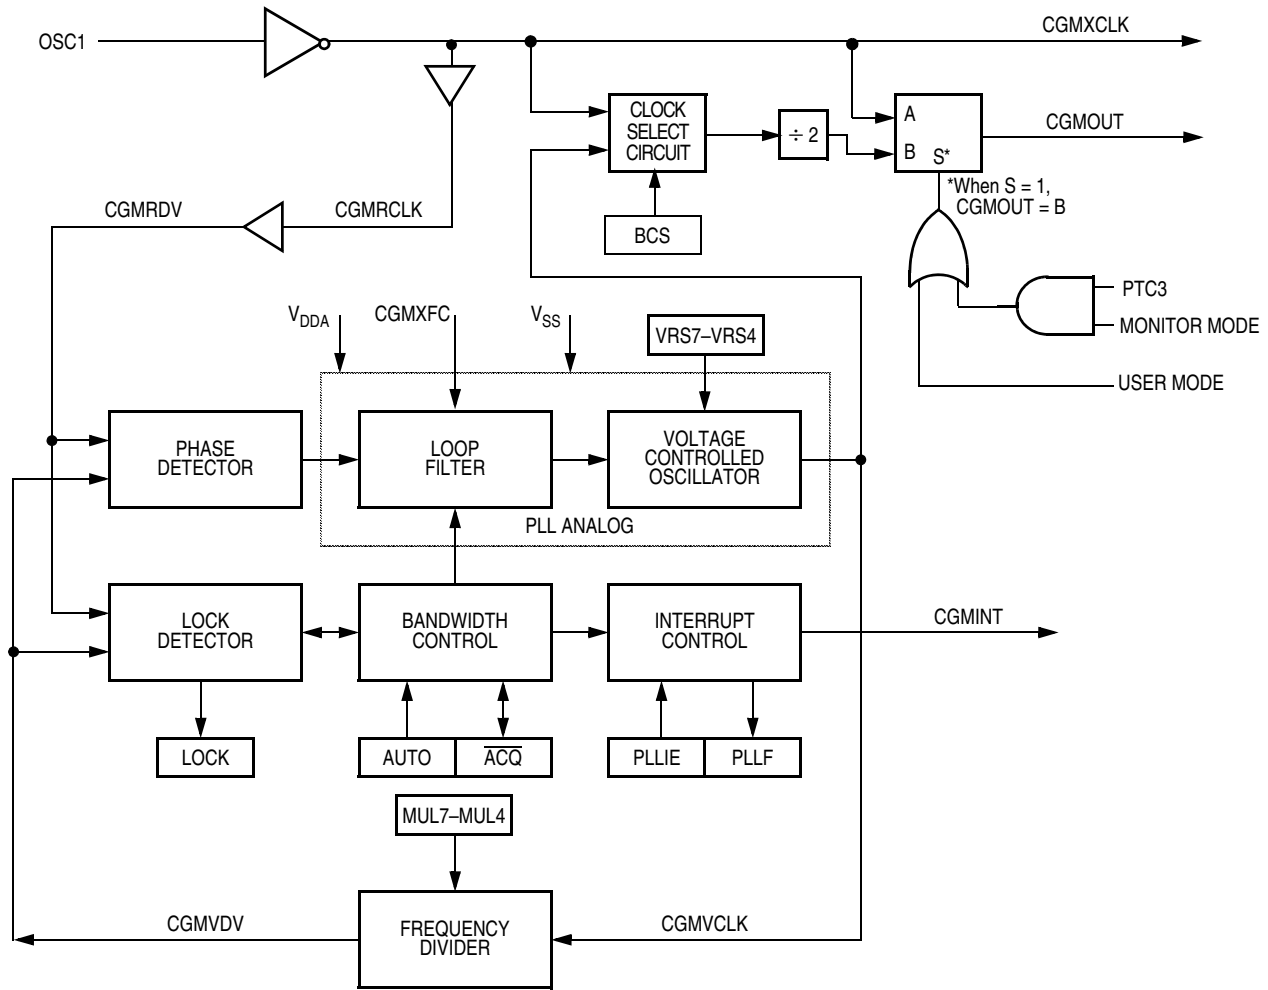 OSC1
CGMXCLK
CLOCK
SELECT
CIRCUIT
÷ 2
A
B
S*
CGMOUT
*When S = 1,
CGMOUT = B
BCS
CGMRDV
CGMRCLK
PTC3
MONITOR MODE
USER MODE
VDDA
CGMXFC
VSS
VRS7–VRS4
PHASE
DETECTOR
LOOP
FILTER
VOLTAGE
CONTROLLED
OSCILLATOR
PLL ANALOG
LOCK
DETECTOR
BANDWIDTH
CONTROL
INTERRUPT
CONTROL
CGMINT
LOCK
AUTO
ACQ
PLLIE
PLLF
MUL7–MUL4
CGMVDV
FREQUENCY
DIVIDER
CGMVCLK